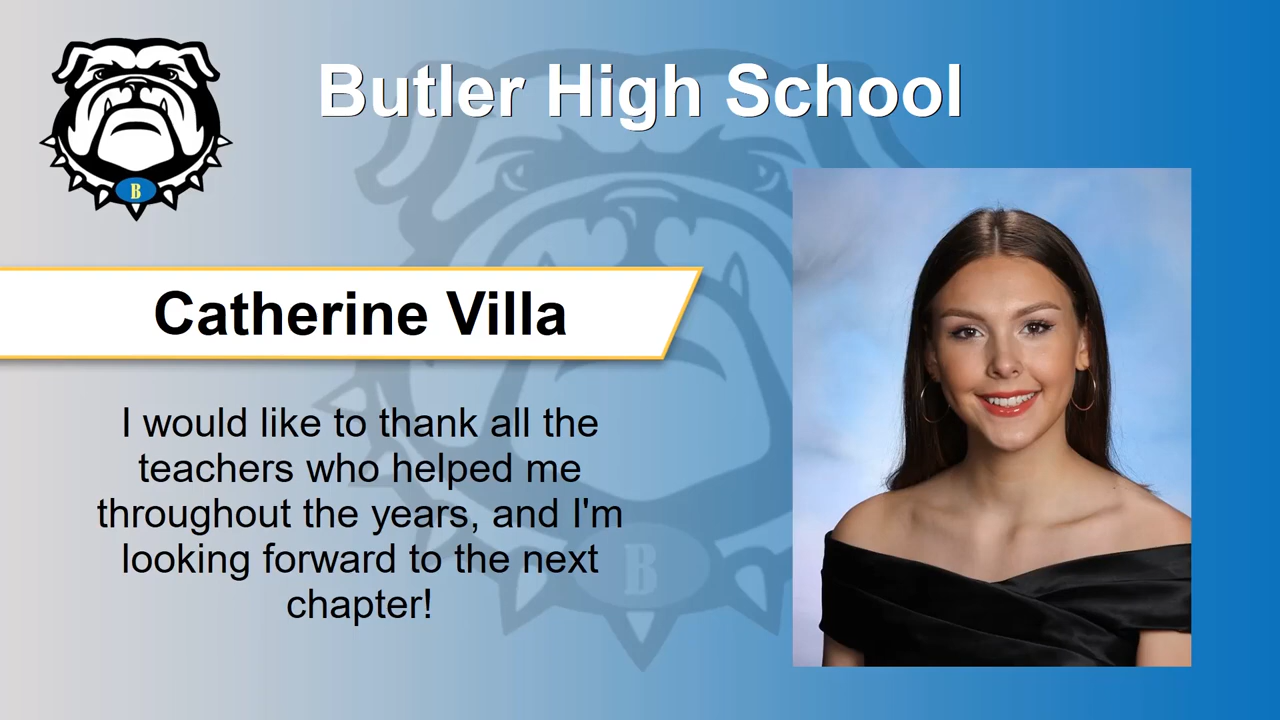 Butler High School
B
Catherine Villa
I would like to thank all the
teachers who helped me
throughout the years, and I'm
looking forward to the next
chapter!
B